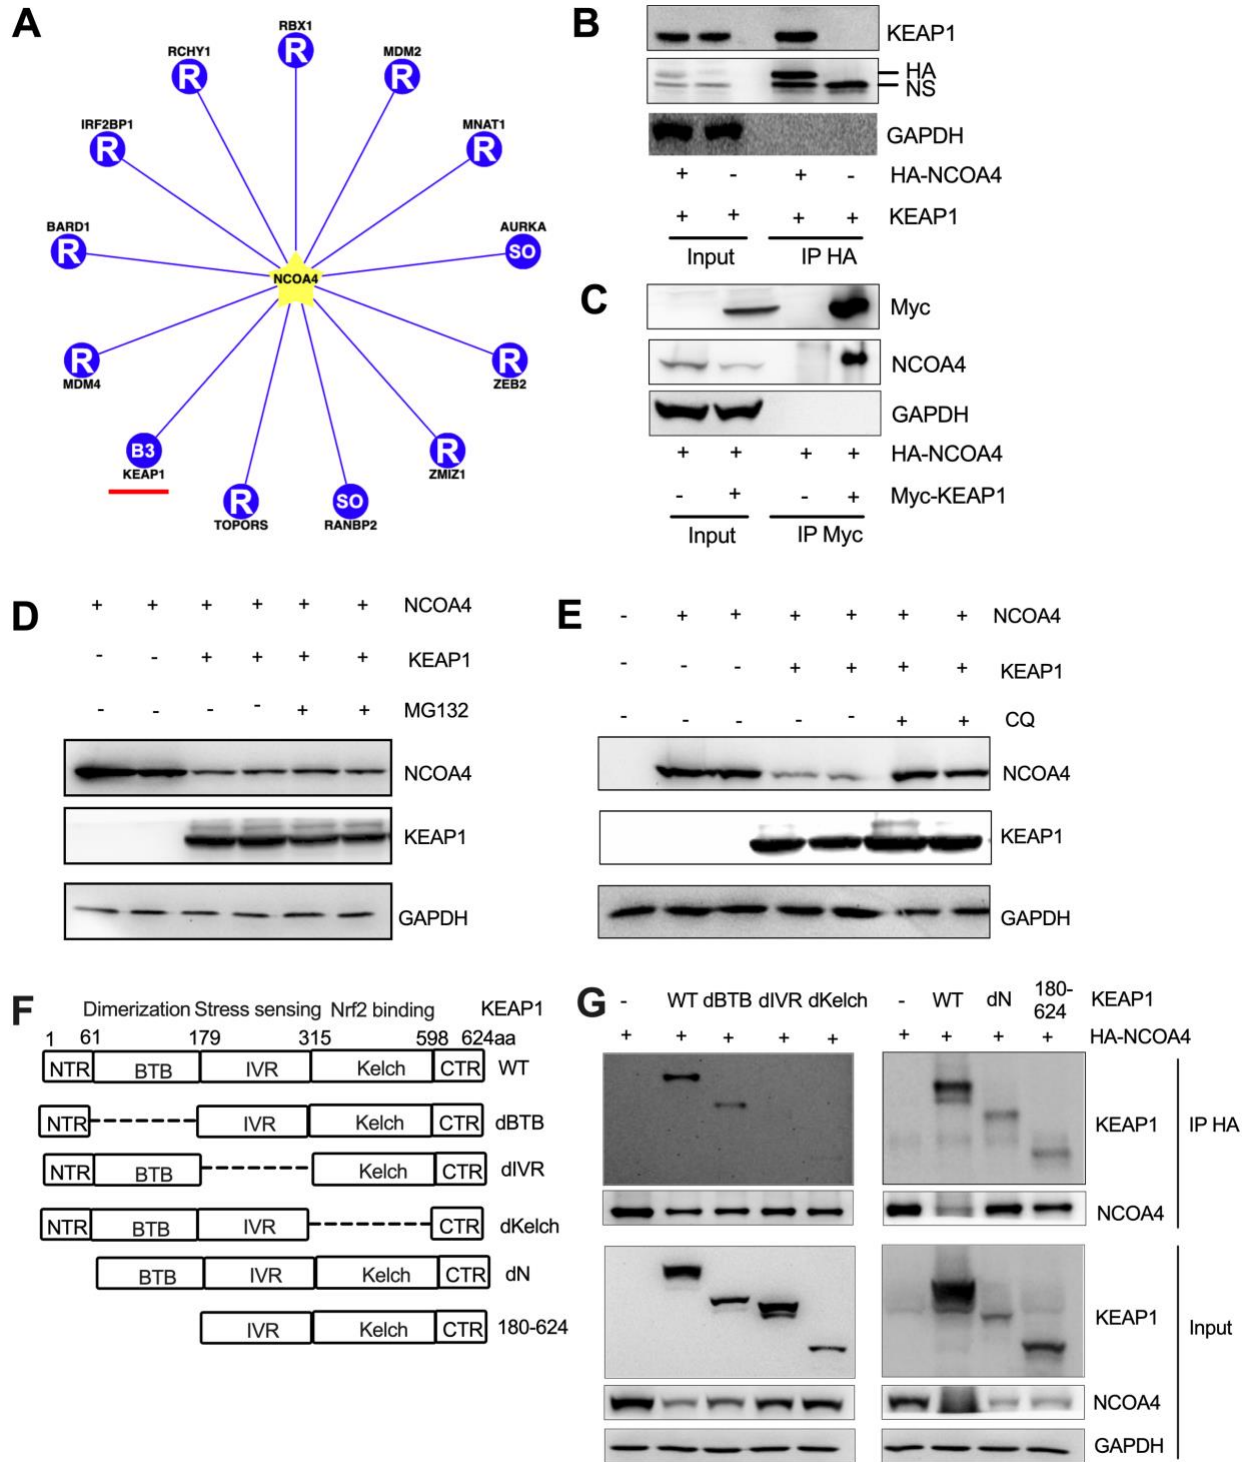 A
RBX1
R
RCHY1
R
MDM2
R
IRF2BP1
R
MNAT1
R
BARD1
R
AURKA
SO
NCOA4
R
MDM4
R
ZEB2
B3
KEAP1
R
ZMIZ1
R
TOPORS
SO
RANBP2
B
KEAP1
HA
NS
GAPDH
+ - + - HA-NCOA4
+ + + + KEAP1
Input IP HA
C
Myc
NCOA4
GAPDH
+ + + + HA-NCOA4
- + - + Myc-KEAP1
Input IP Myc
D
+ + + + + + NCOA4
- - + + + + KEAP1
- - - - + + MG132
NCOA4
KEAP1
GAPDH
E
- + + + + + + NCOA4
- - - + + + + KEAP1
- - - - - + + CQ
NCOA4
KEAP1
GAPDH
F
Dimerization Stress sensing Nrf2 binding KEAP1
1 61 179 315 598 624aa
NTR BTB IVR Kelch CTR WT
NTR IVR Kelch CTR dBTB
NTR BTB Kelch CTR dIVR
NTR BTB IVR CTR dKelch
BTB IVR Kelch CTR dN
IVR Kelch CTR 180-624
G
- WT dBTB dIVR dKelch - WT dN 180-624 KEAP1
+ + + + + + + + + HA-NCOA4
KEAP1
IP HA
NCOA4
KEAP1
Input
NCOA4
GAPDH